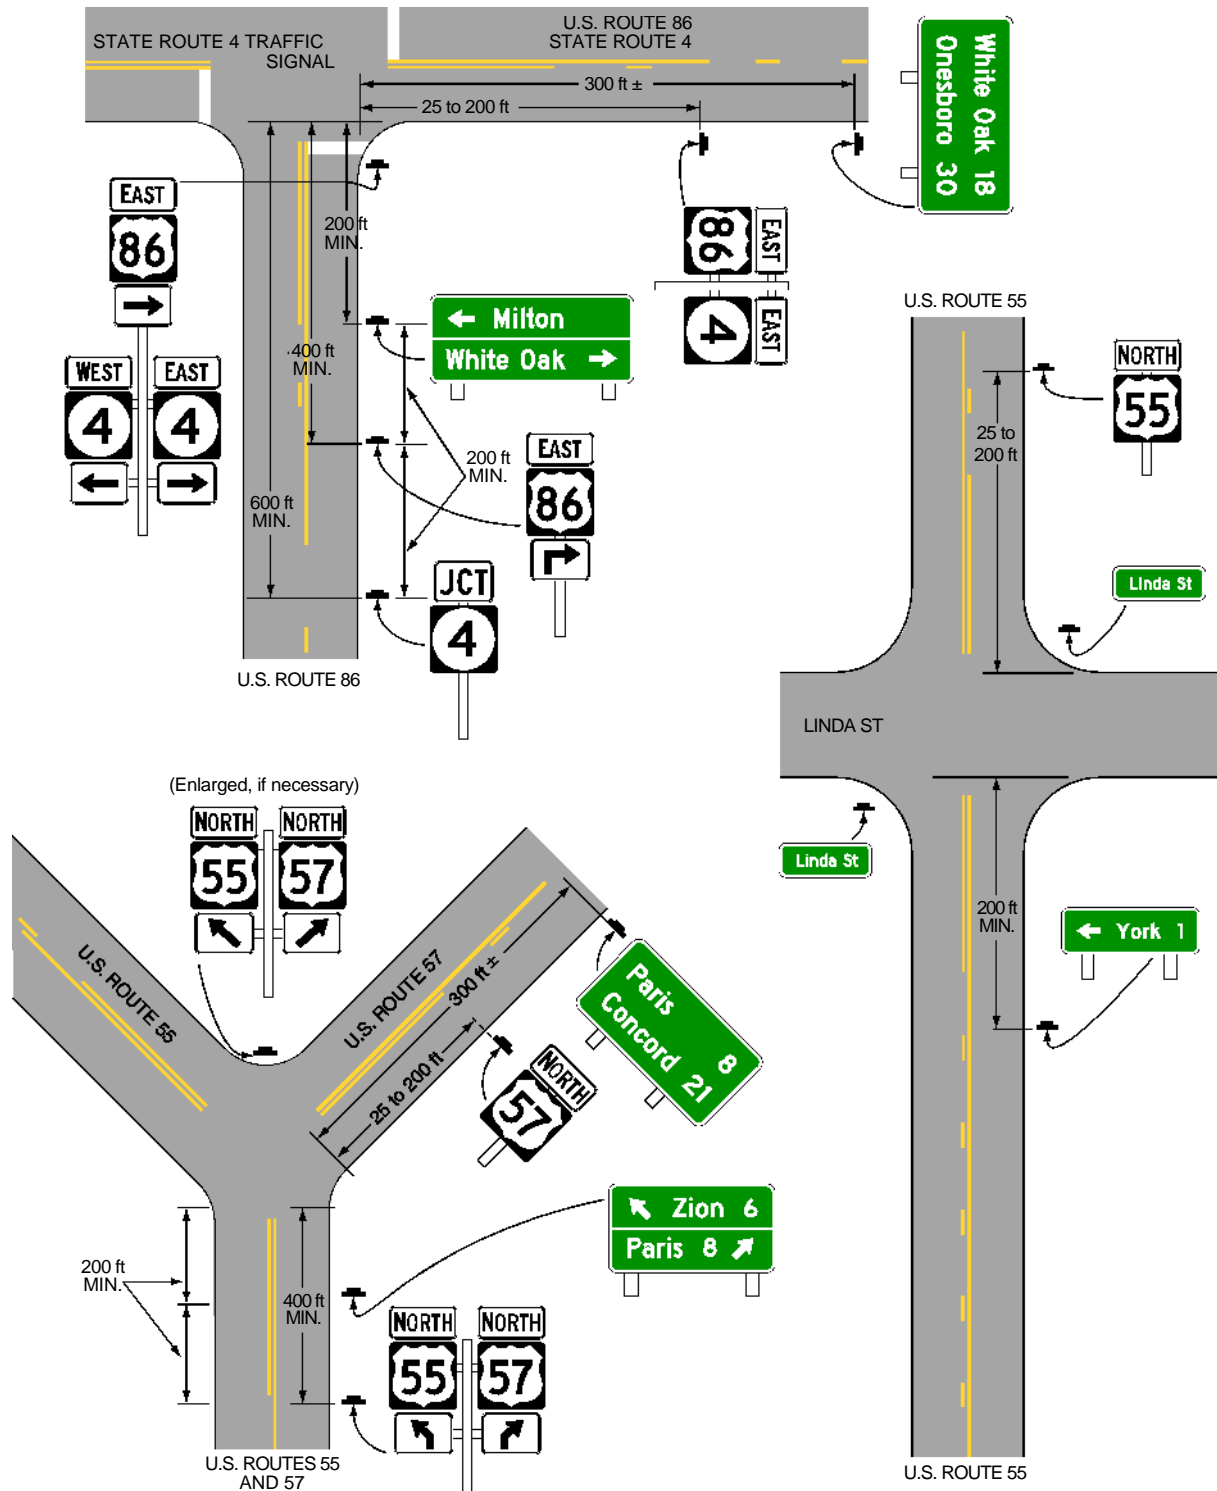 U.S. ROUTE 86
STATE ROUTE 4
STATE ROUTE 4 TRAFFIC
SIGNAL
300 ft ±
25 to 200 ft
White Oak 18
Onesboro 30
EAST
86
200 ft
MIN.
WEST
4
EAST
4
400 ft
MIN.
Milton
White Oak
EAST
86
EAST
4
200 ft
MIN.
EAST
86
600 ft
MIN.
JCT
4
U.S. ROUTE 86
U.S. ROUTE 55
NORTH
55
25 to
200 ft
Linda St
LINDA ST
Linda St
200 ft
MIN.
York 1
U.S. ROUTE 55
(Enlarged, if necessary)
NORTH
55
NORTH
57
U.S. ROUTE 55
U.S. ROUTE 57
300 ft ±
25 to 200 ft
Paris 8
Concord 21
NORTH
57
Zion 6
Paris 8
200 ft
MIN.
400 ft
MIN.
NORTH
55
NORTH
57
U.S. ROUTES 55
AND 57